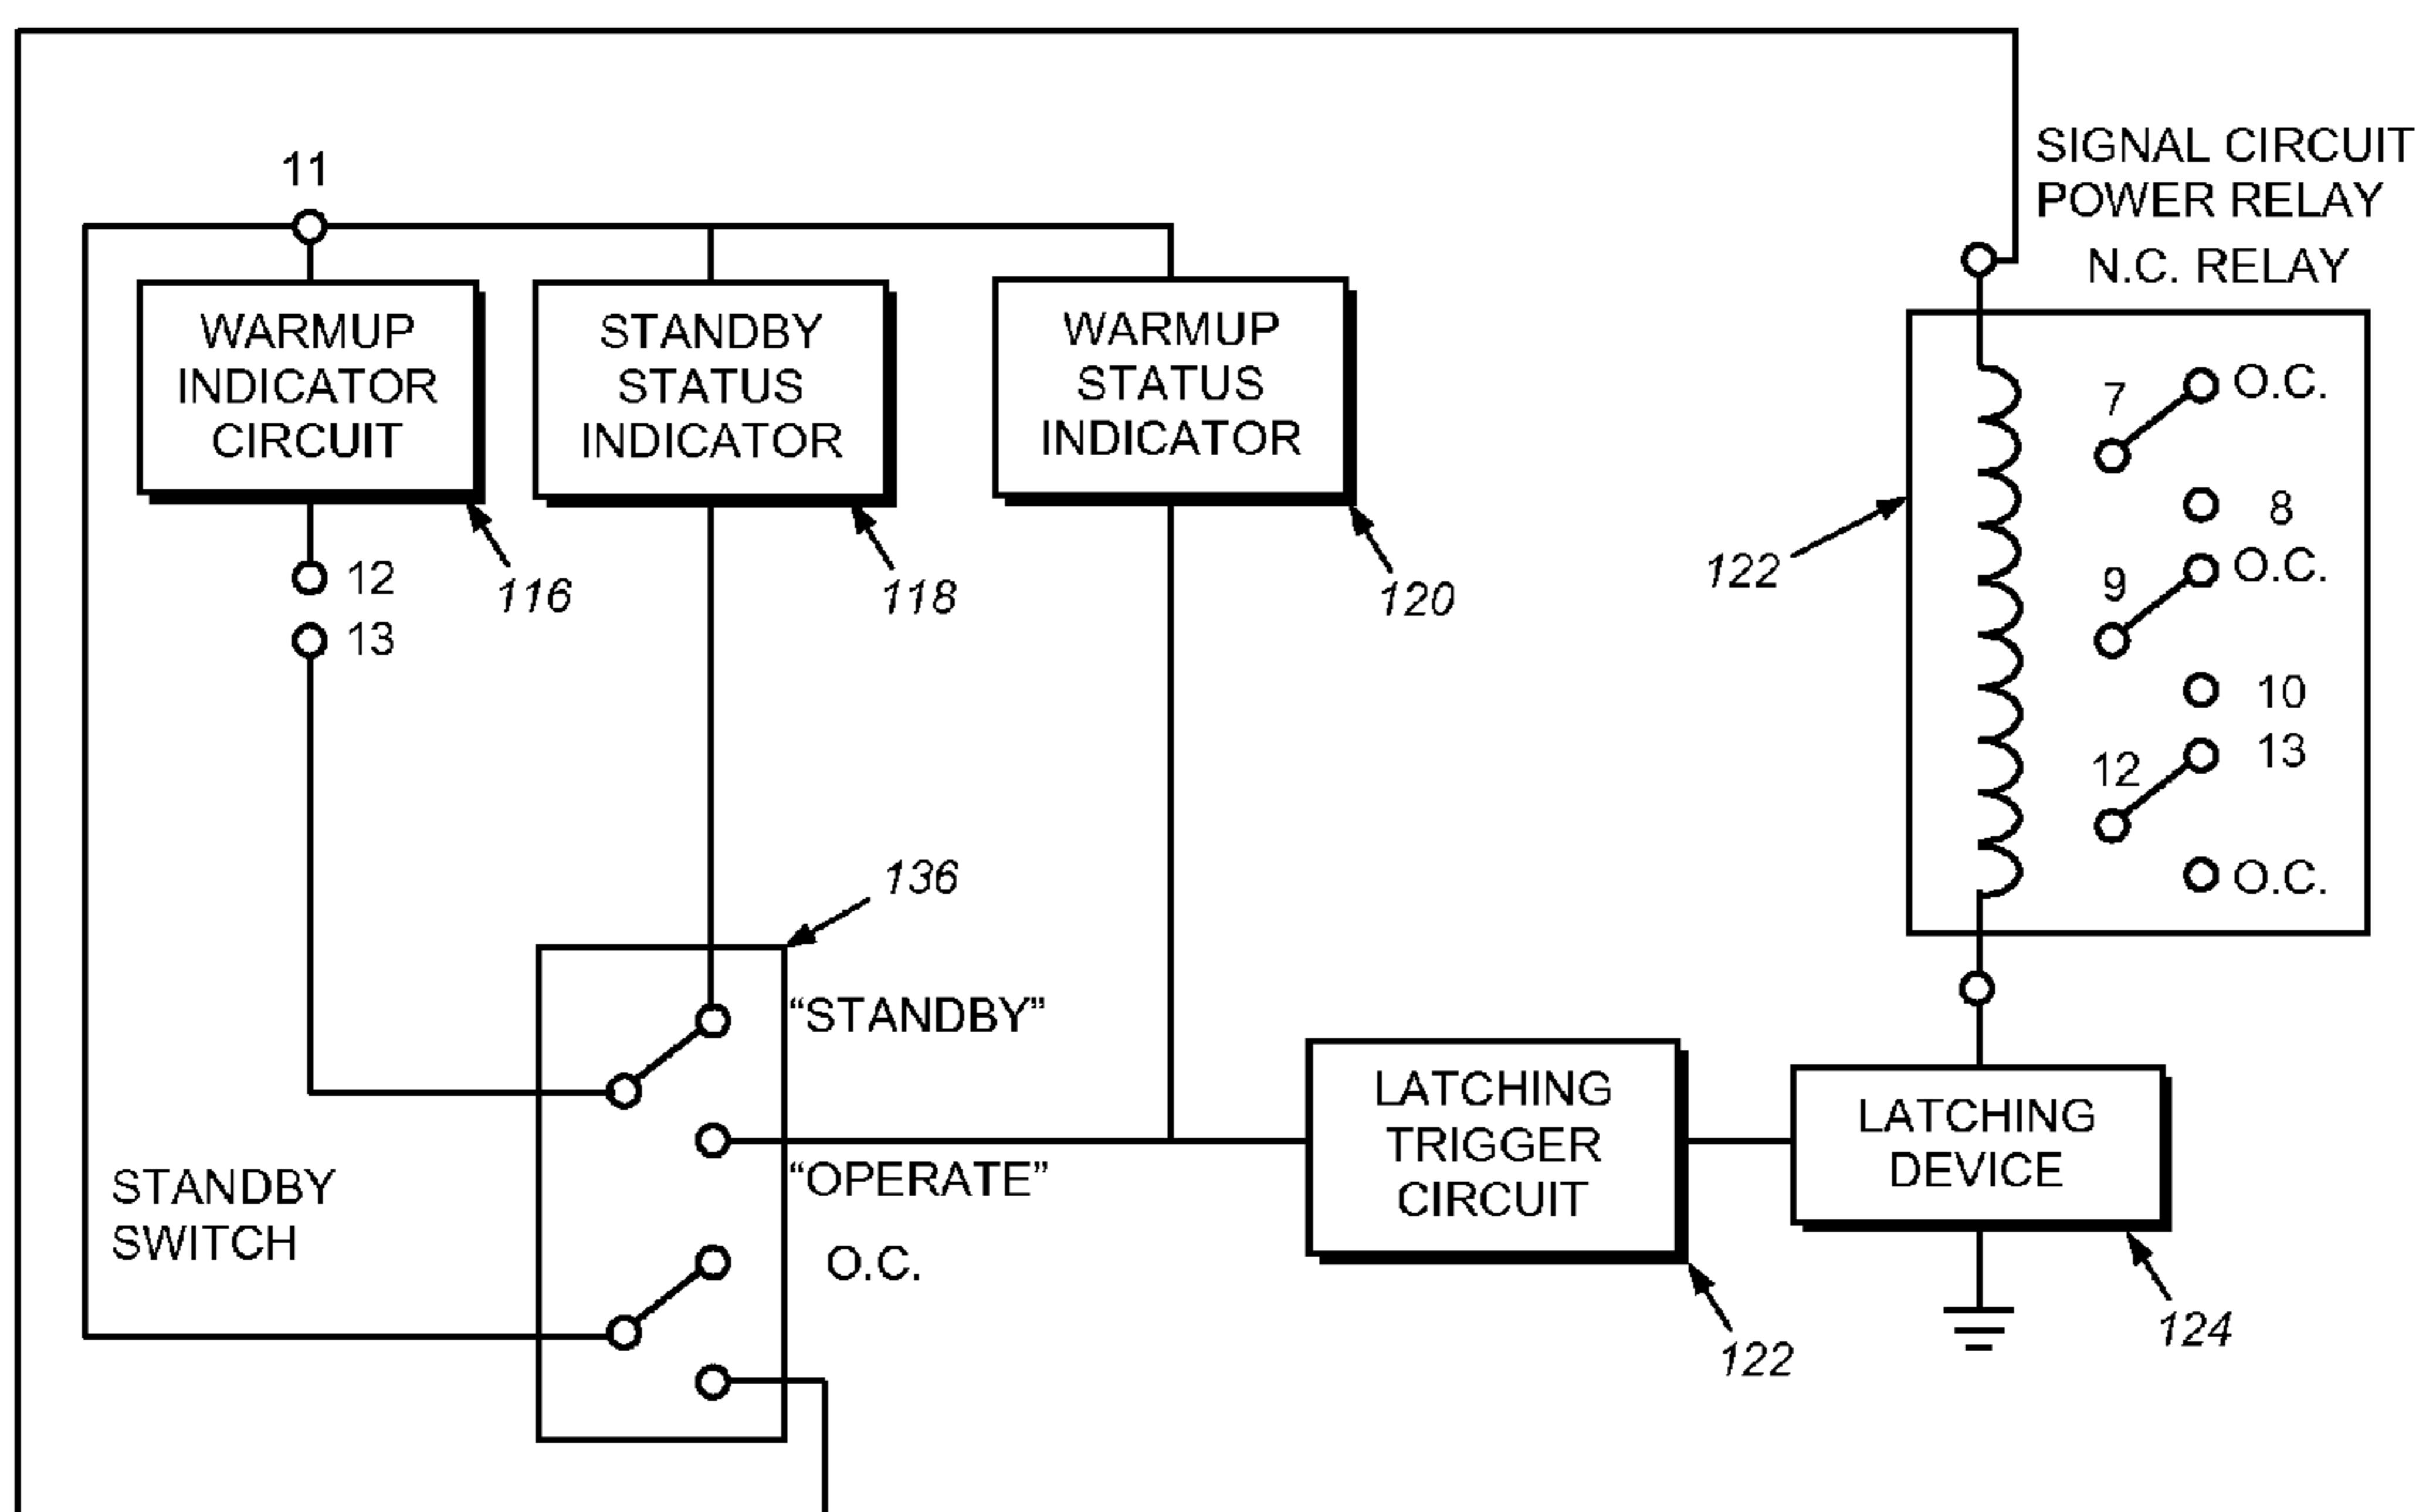 11
SIGNAL CIRCUIT
POWER RELAY
N.C. RELAY
WARMUP
INDICATOR
CIRCUIT
STANDBY
STATUS
INDICATOR
WARMUP
STATUS
INDICATOR
7
O.C.
8
9
O.C.
10
12
13
O.C.
122
12
13
116
118
120
136
"STANDBY"
"OPERATE"
O.C.
STANDBY
SWITCH
LATCHING
TRIGGER
CIRCUIT
122
LATCHING
DEVICE
124